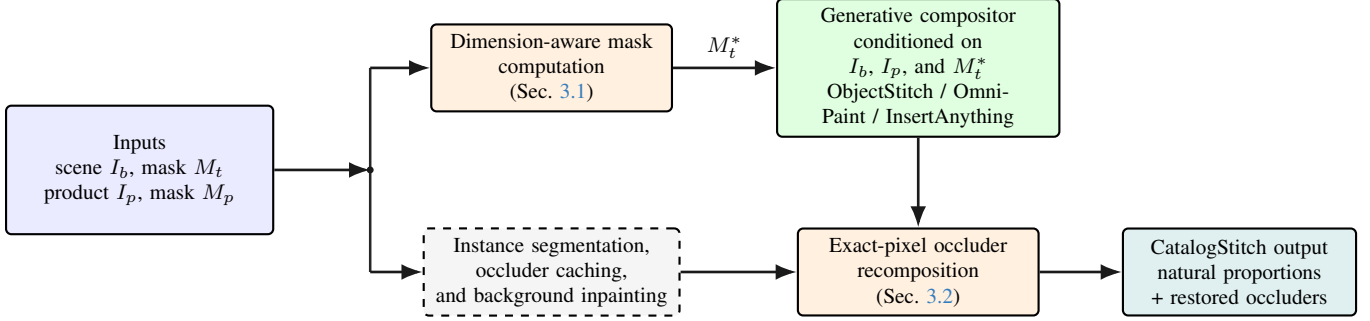 Inputs
scene I_b, mask M_t
product I_p, mask M_p
Dimension-aware mask
computation
(Sec. 3.1)
M_t^*
Generative compositor
conditioned on
I_b, I_p, and M_t^*
ObjectStitch / Omni-
Paint / InsertAnything
Instance segmentation,
occluder caching,
and background inpainting
Exact-pixel occluder
recomposition
(Sec. 3.2)
CatalogStitch output
natural proportions
+ restored occluders